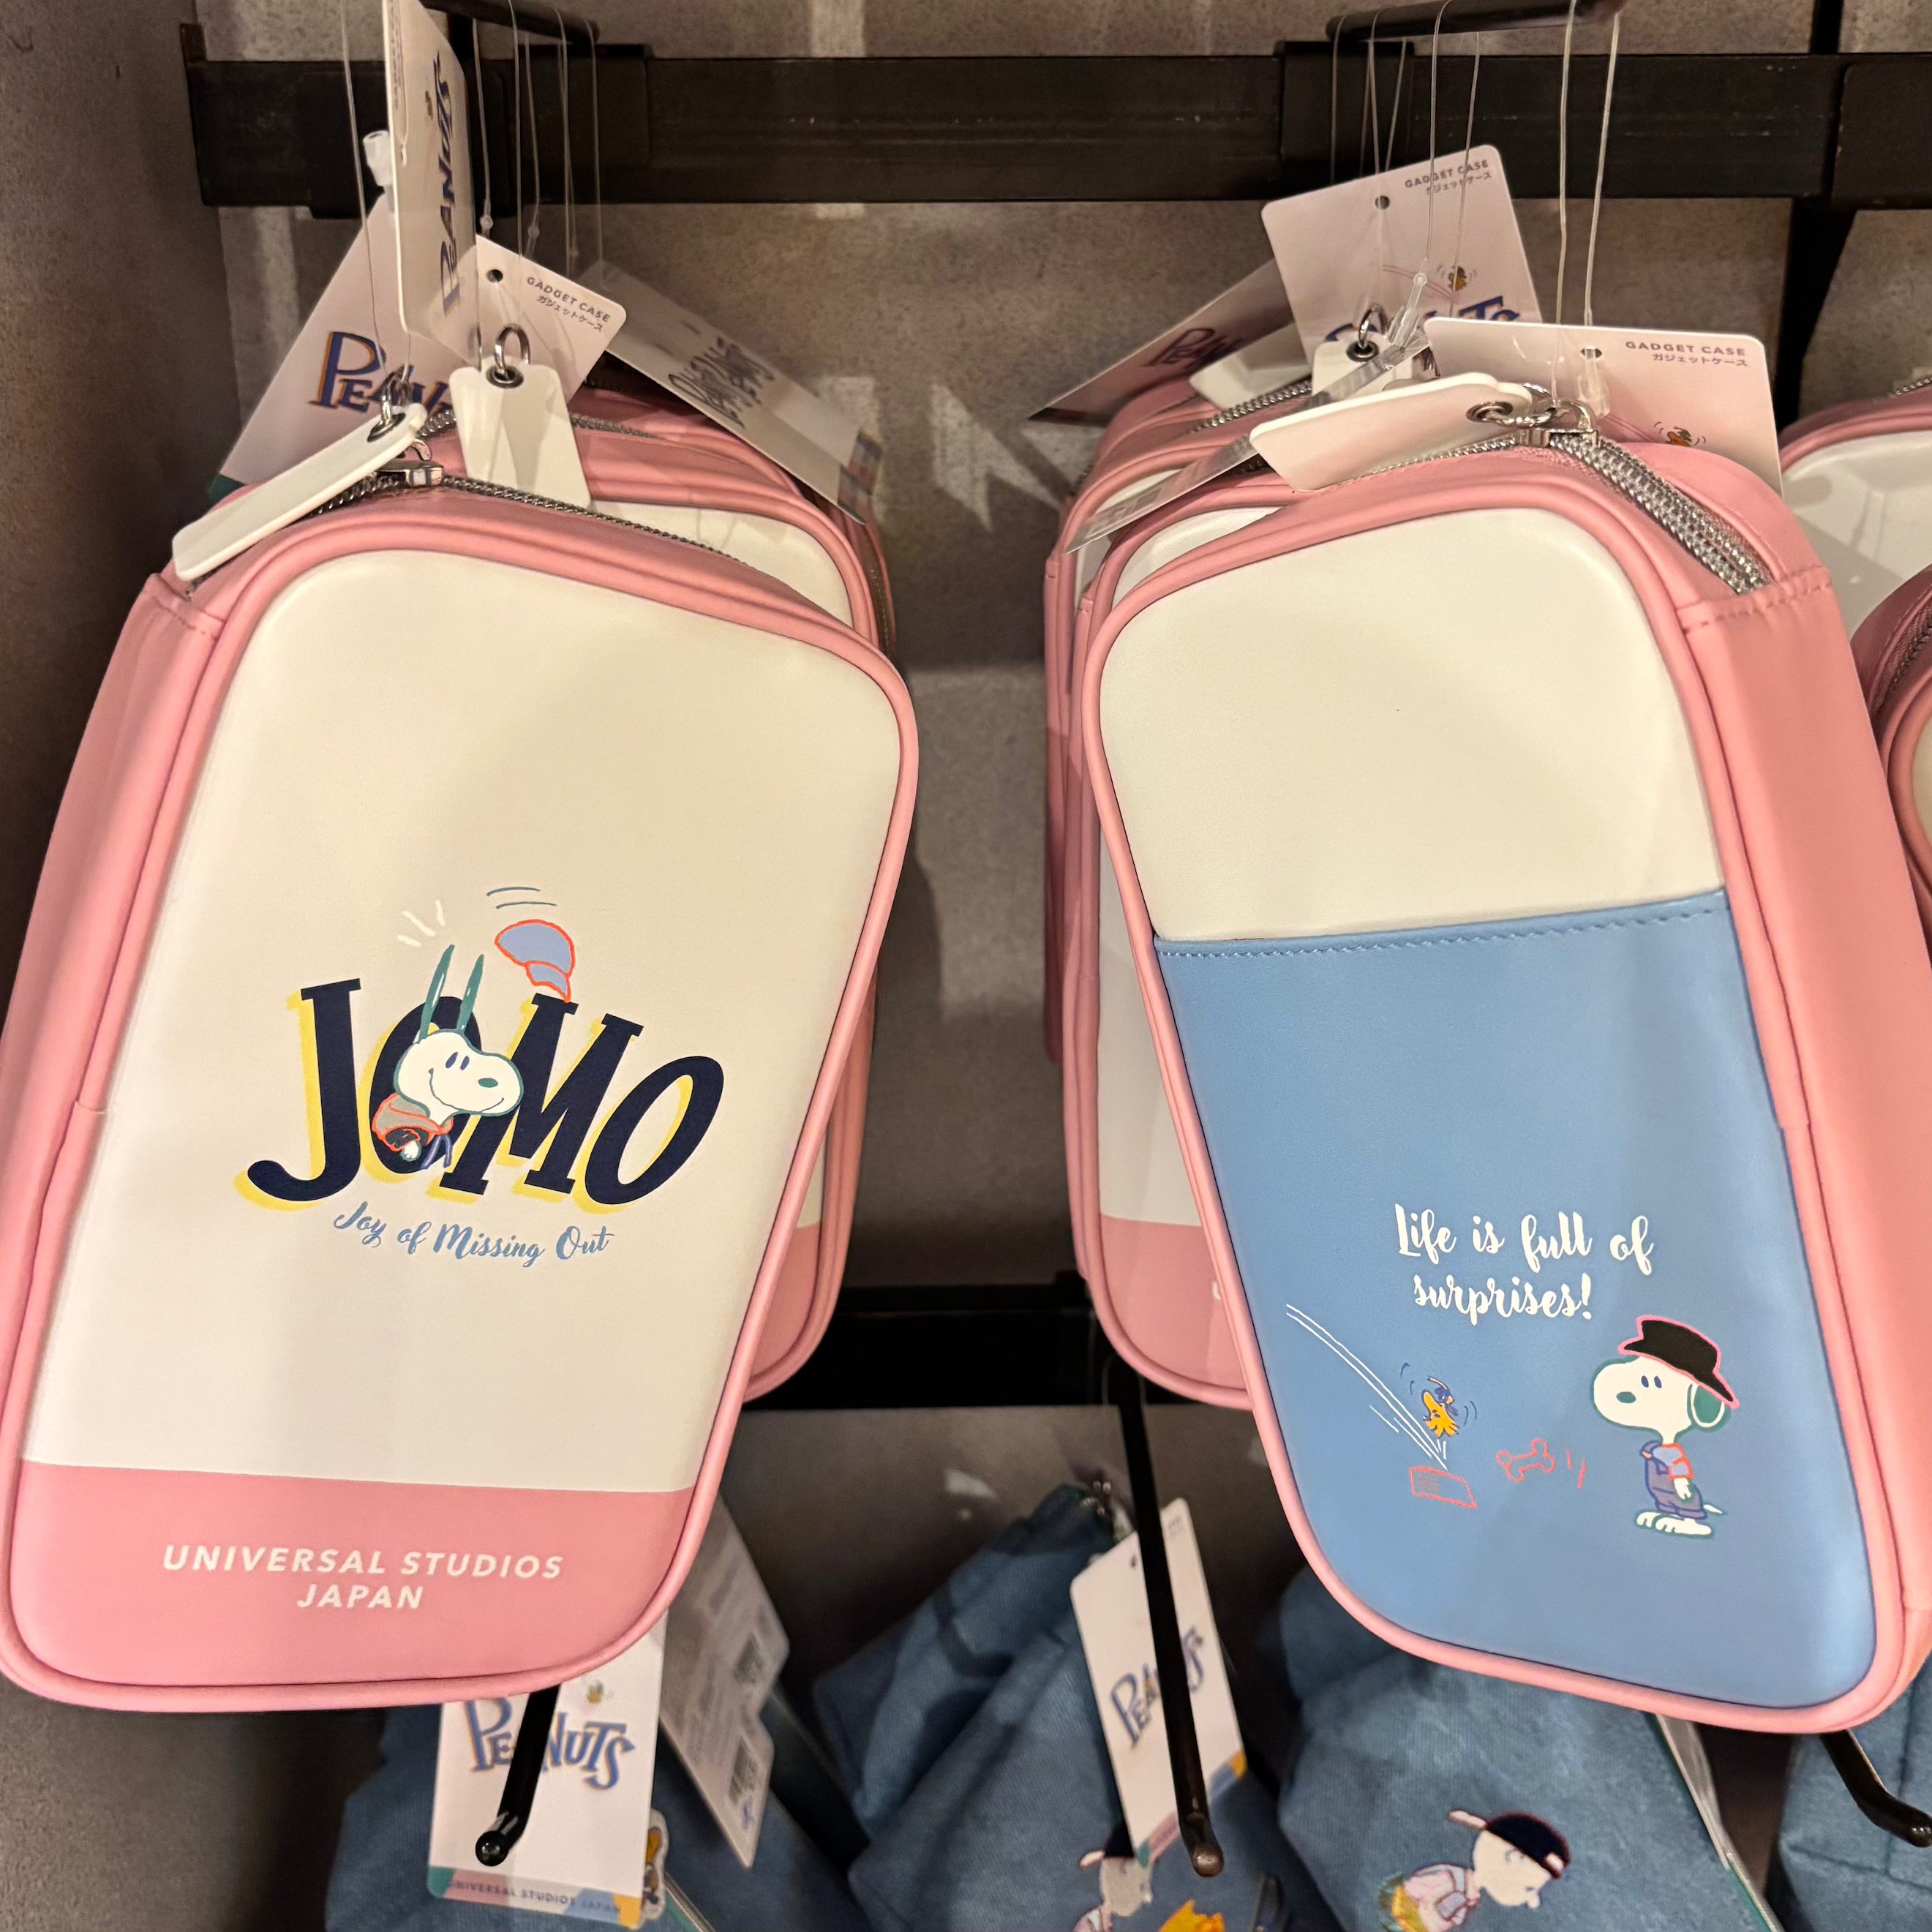 PEANUTS
GADGET CASE
ガジェットケース
PEANUTS
GADGET CASE
ガジェットケース
GADGET CASE
ガジェットケース
JOMO
Joy of Missing Out
UNIVERSAL STUDIOS
JAPAN
Life is full of
surprises!
PEANUTS
UNIVERSAL STUDIOS JAPAN